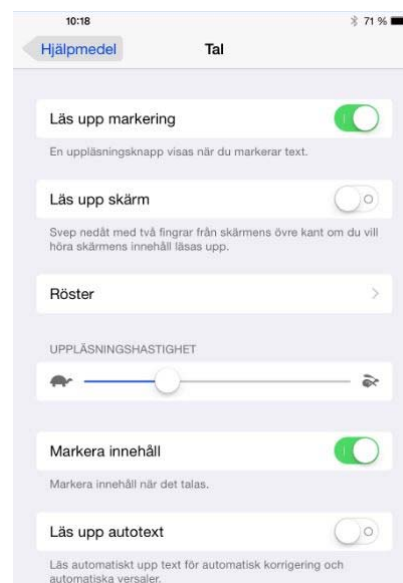 10:18
71 %
Hjälpmedel
Tal
Läs upp markering
En uppläsningsknapp visas när du markerar text.
Läs upp skärm
Svep nedåt med två fingrar från skärmens övre kant om du vill
höra skärmens innehåll läsas upp.
Röster
UPPLÄSNINGSHASTIGHET
Markera innehåll
Markera innehåll när det talas.
Läs upp autotext
Läs automatiskt upp text för automatisk korrigering och
automatiska versaler.